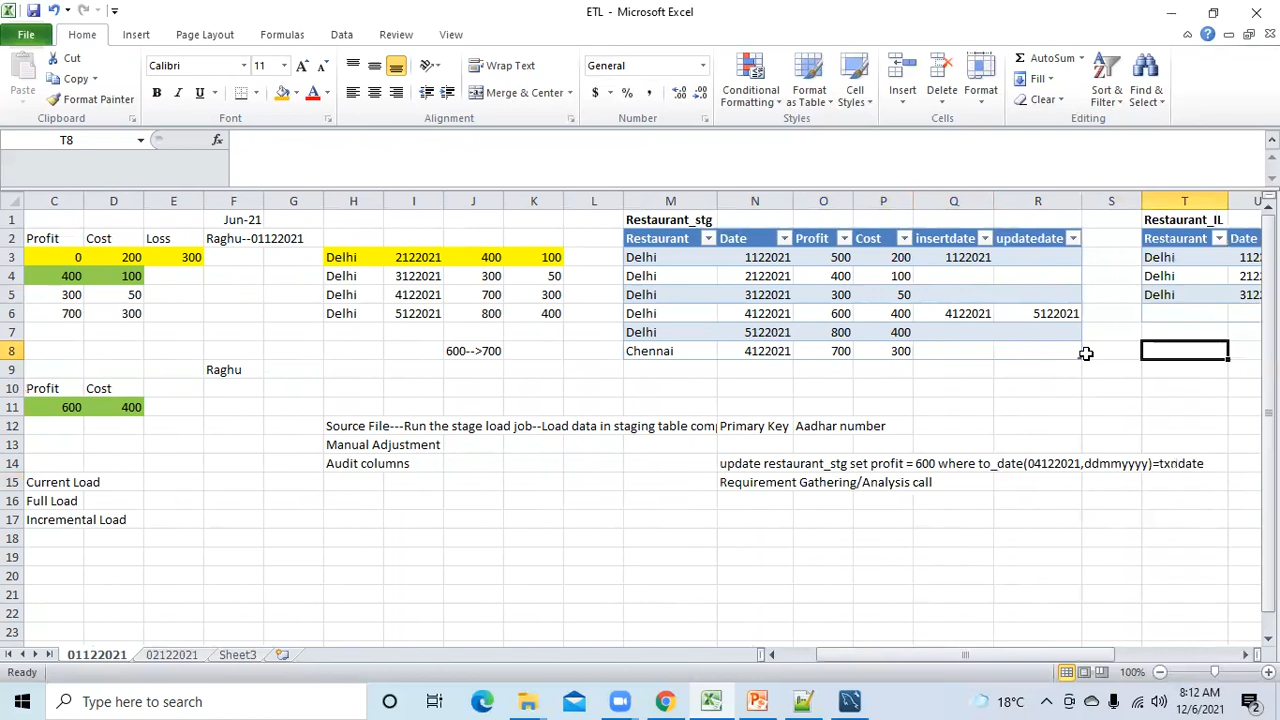 ETL - Microsoft Excel
File Home Insert Page Layout Formulas Data Review View
Paste Cut Copy Format Painter Clipboard
Calibri 11 B I U Font
Wrap Text Merge & Center Alignment
General $ % , Number
Conditional Formatting Format as Table Cell Styles Styles
Insert Delete Format Cells
AutoSum Fill Clear Sort & Filter Find & Select Editing
T8 fx
C D E F G H I J K L M N O P Q R S T U
1 Jun-21 Restaurant_stg Restaurant_IL
2 Profit Cost Loss Raghu--01122021 Restaurant Date Profit Cost insertdate updatedate Restaurant Date
3 0 200 300 Delhi 2122021 400 100 Delhi 1122021 500 200 1122021 Delhi 1122
4 400 100 Delhi 3122021 300 50 Delhi 2122021 400 100 Delhi 2122
5 300 50 Delhi 4122021 700 300 Delhi 3122021 300 50 Delhi 3122
6 700 300 Delhi 5122021 800 400 Delhi 4122021 600 400 4122021 5122021
7 Delhi 5122021 800 400
8 600-->700 Chennai 4122021 700 300
9 Raghu
10 Profit Cost
11 600 400
12 Source File---Run the stage load job--Load data in staging table com Primary Key Aadhar number
13 Manual Adjustment
14 Audit columns update restaurant_stg set profit = 600 where to_date(04122021,ddmmyyyy)=txndate
15 Current Load Requirement Gathering/Analysis call
16 Full Load
17 Incremental Load
18
19
20
21
22
23
01122021 02122021 Sheet3
Ready 100%
Type here to search 18°C 8:12 AM
12/6/2021 2